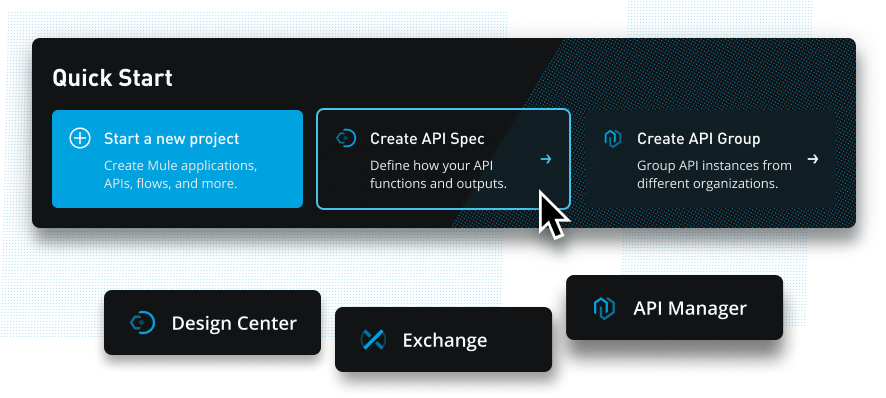 Quick Start
Start a new project
Create Mule applications,
APIs, flows, and more.
Create API Spec
Define how your API
functions and outputs.
Create API Group
Group API instances from
different organizations.
Design Center
Exchange
API Manager